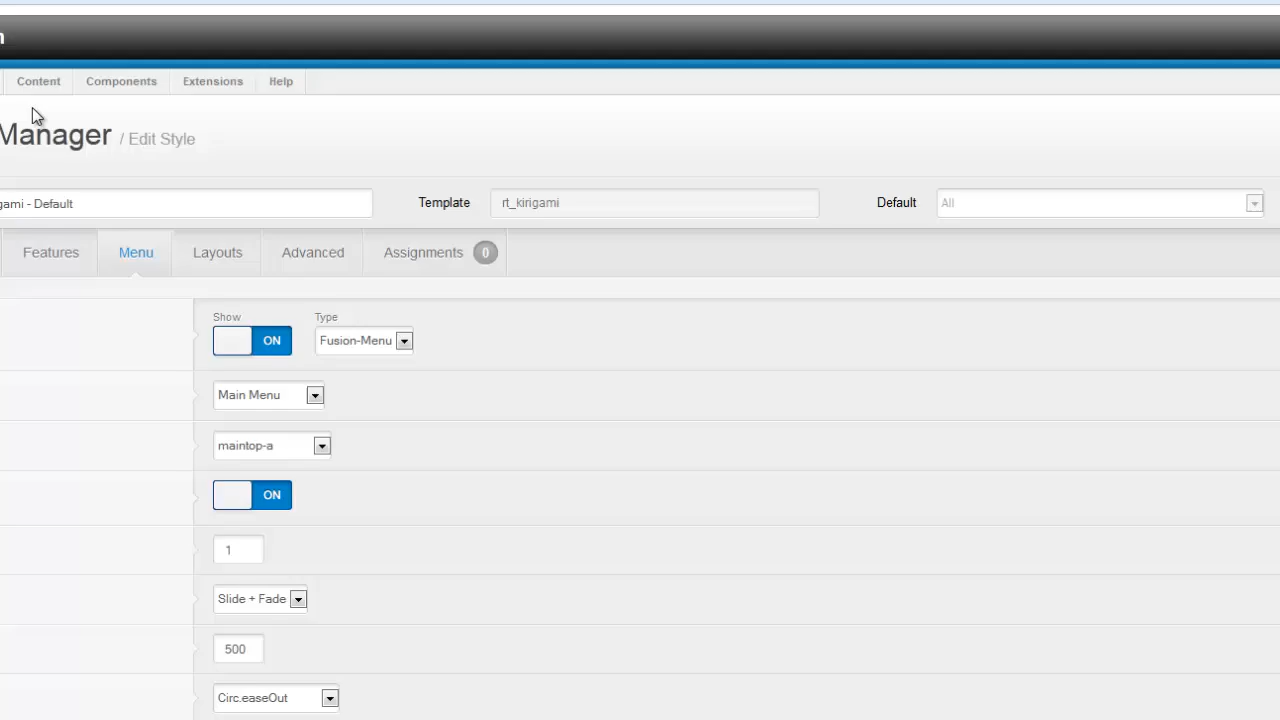 Content Components Extensions Help
Manager / Edit Style
gami - Default Template rt_kirigami Default All
Features Menu Layouts Advanced Assignments 0
Show Type
ON Fusion-Menu
Main Menu
maintop-a
ON
1
Slide + Fade
500
Circ.easeOut